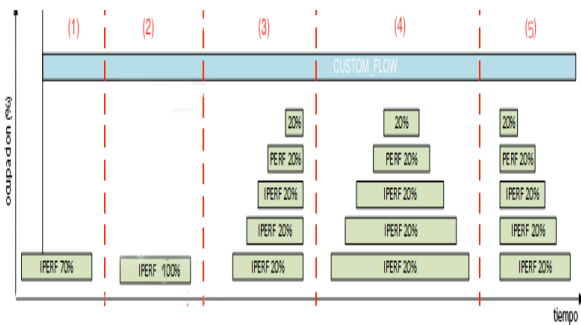 (1) (2) (3) (4) (5)
CUSTOM_FLOW
ocupacion (%)
20% 20% 20%
PERF 20% PERF 20% PERF 20%
IPERF 20% IPERF 20% IPERF 20%
IPERF 20% IPERF 20% IPERF 20%
IPERF 70% IPERF 100% IPERF 20% IPERF 20% IPERF 20%
tiempo